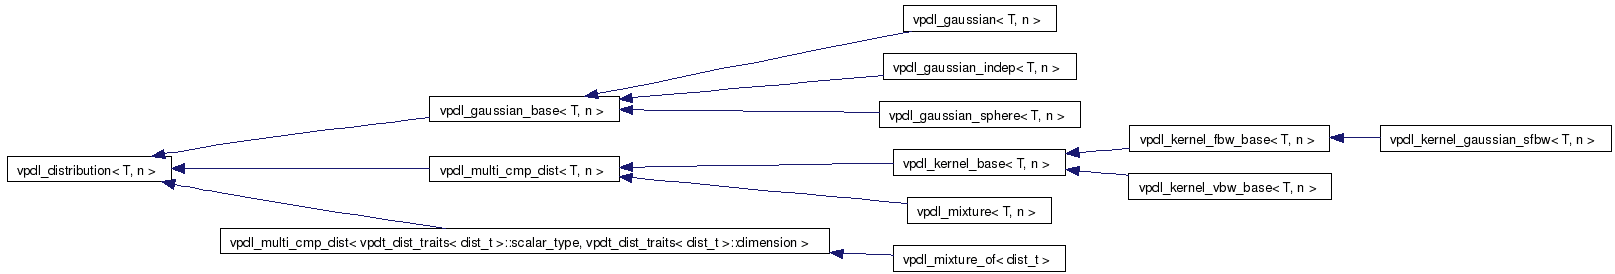 vpdl_gaussian< T, n >
vpdl_gaussian_indep< T, n >
vpdl_gaussian_base< T, n >
vpdl_gaussian_sphere< T, n >
vpdl_kernel_fbw_base< T, n >
vpdl_kernel_gaussian_sfbw< T, n >
vpdl_distribution< T, n >
vpdl_multi_cmp_dist< T, n >
vpdl_kernel_base< T, n >
vpdl_kernel_vbw_base< T, n >
vpdl_mixture< T, n >
vpdl_multi_cmp_dist< vpdt_dist_traits< dist_t >::scalar_type, vpdt_dist_traits< dist_t >::dimension >
vpdl_mixture_of< dist_t >